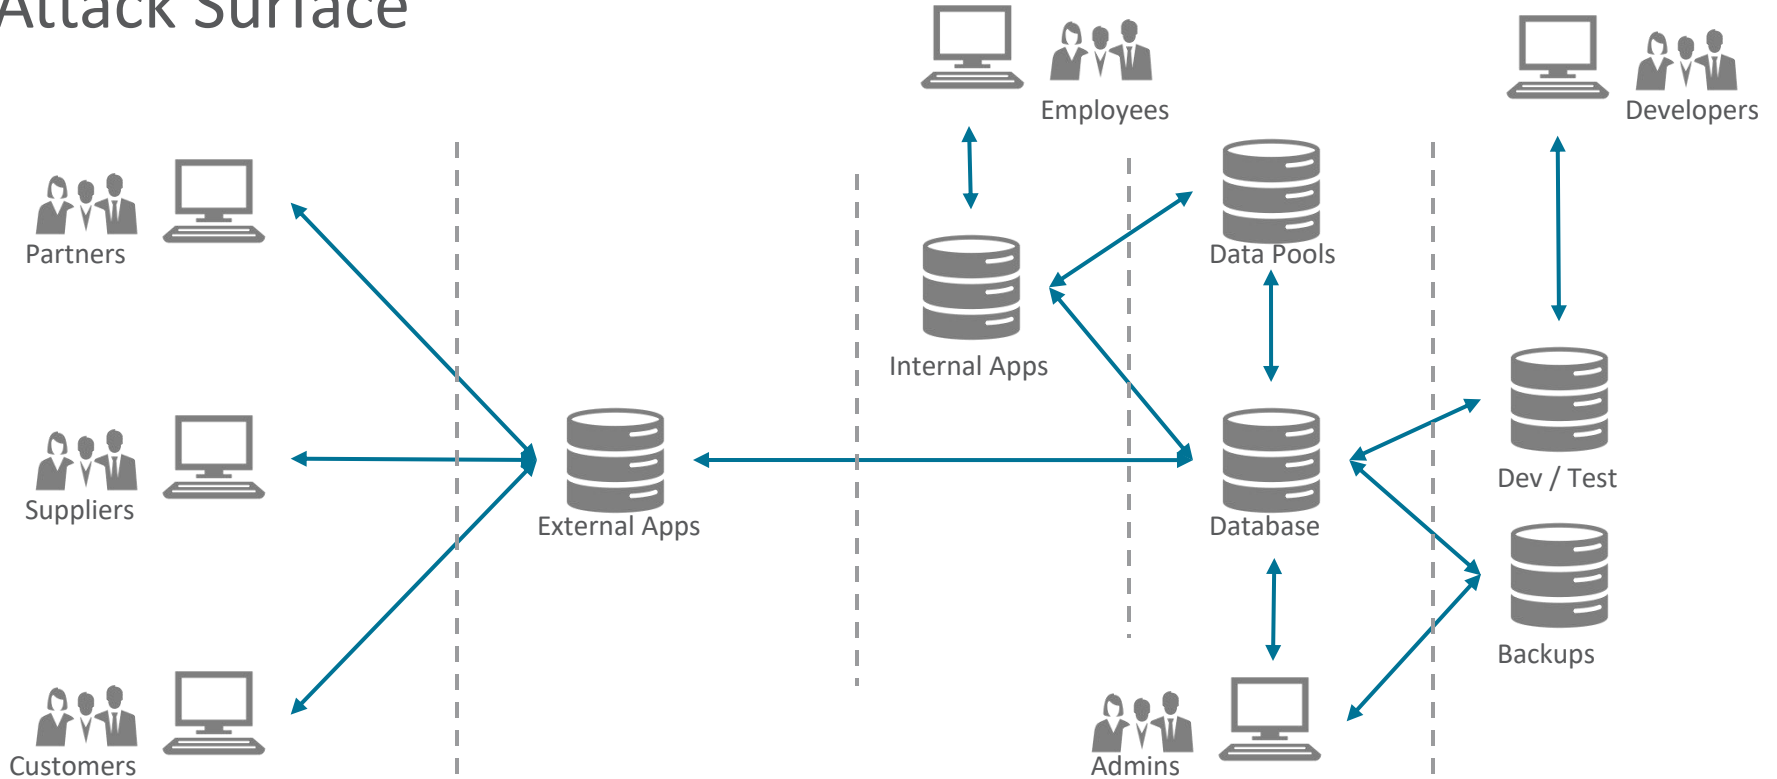 Attack Surface
Employees
Developers
Partners
Data Pools
Internal Apps
Suppliers
External Apps
Database
Dev / Test
Backups
Customers
Admins